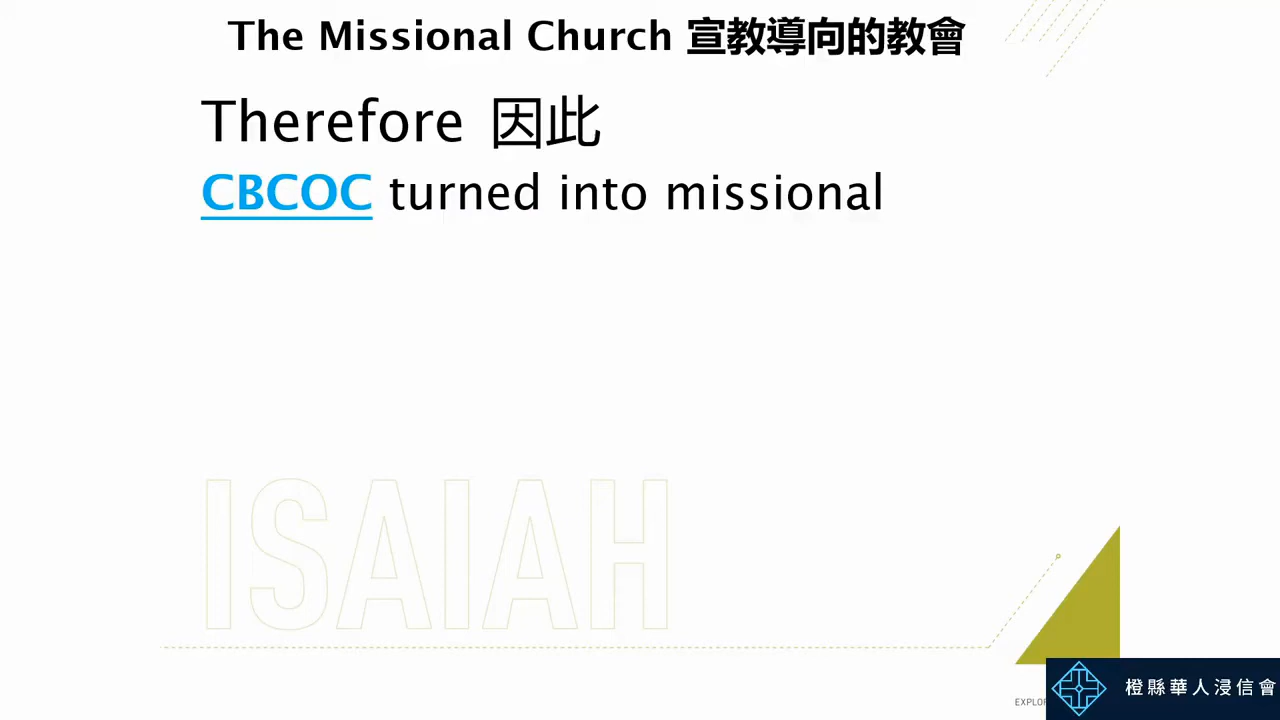 The Missional Church 宣教導向的教會
Therefore 因此
CBCOC turned into missional
ISAIAH
橙縣華人浸信會